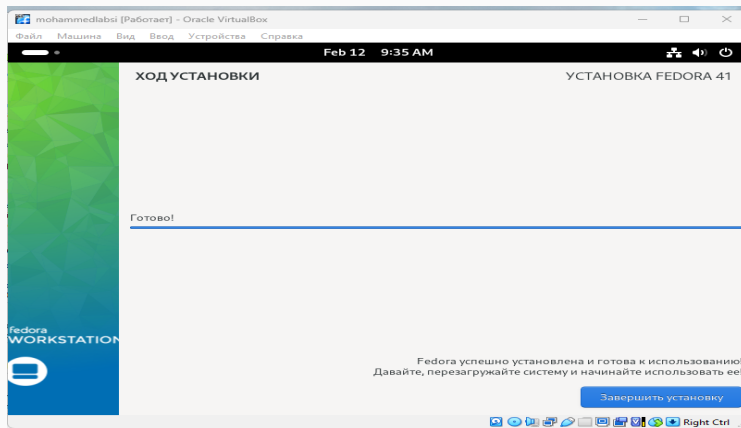 mohammedlabsi [Работает] - Oracle VirtualBox
Файл Машина Вид Ввод Устройства Справка
Feb 12 9:35 AM
ХОД УСТАНОВКИ
УСТАНОВКА FEDORA 41
Готово!
fedora
WORKSTATION
Fedora успешно установлена и готова к использованию!
Давайте, перезагружайте систему и начинайте использовать ее!
Завершить установку
Right Ctrl